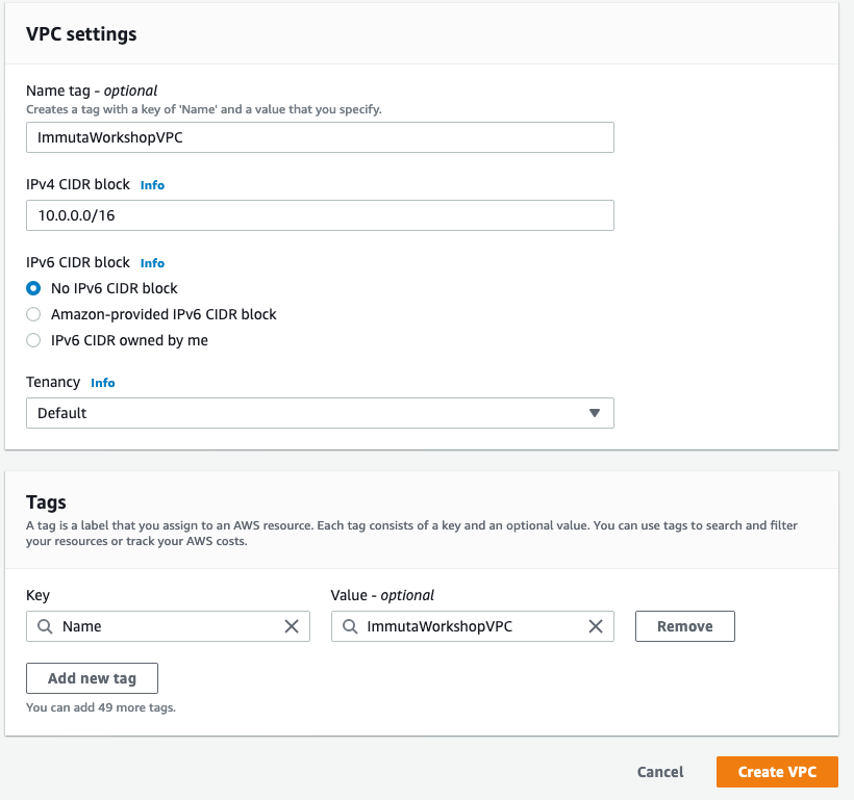 VPC settings
Name tag - optional
Creates a tag with a key of 'Name' and a value that you specify.
ImmutaWorkshopVPC
IPv4 CIDR block Info
10.0.0.0/16
IPv6 CIDR block Info
No IPv6 CIDR block
Amazon-provided IPv6 CIDR block
IPv6 CIDR owned by me
Tenancy Info
Default
Tags
A tag is a label that you assign to an AWS resource. Each tag consists of a key and an optional value. You can use tags to search and filter
your resources or track your AWS costs.
Key Value - optional
Name ImmutaWorkshopVPC Remove
Add new tag
You can add 49 more tags.
Cancel Create VPC